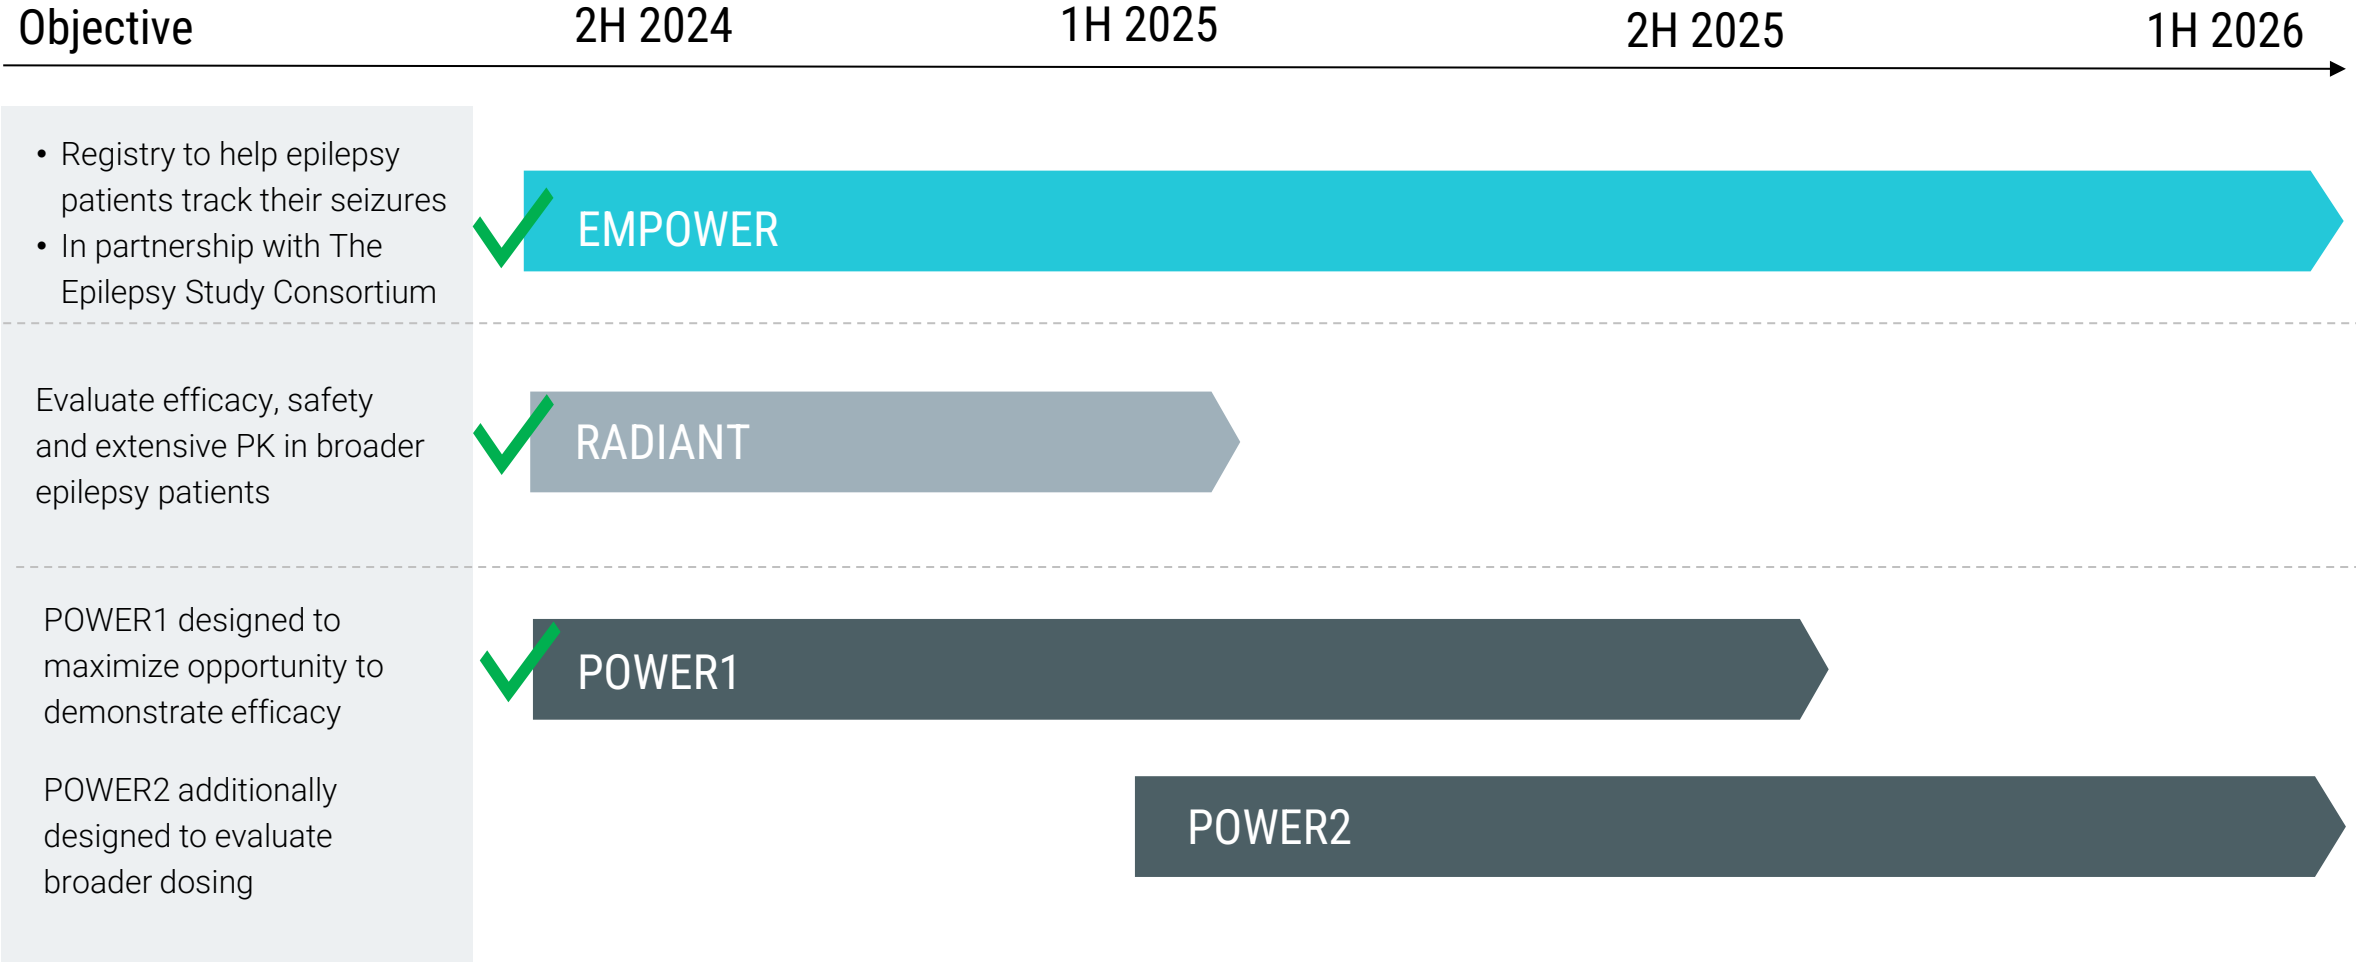 Objective
2H 2024
1H 2025
2H 2025
1H 2026
• Registry to help epilepsy
patients track their seizures
• In partnership with The
Epilepsy Study Consortium
EMPOWER
Evaluate efficacy, safety
and extensive PK in broader
epilepsy patients
RADIANT
POWER1 designed to
maximize opportunity to
demonstrate efficacy
POWER1
POWER2 additionally
designed to evaluate
broader dosing
POWER2